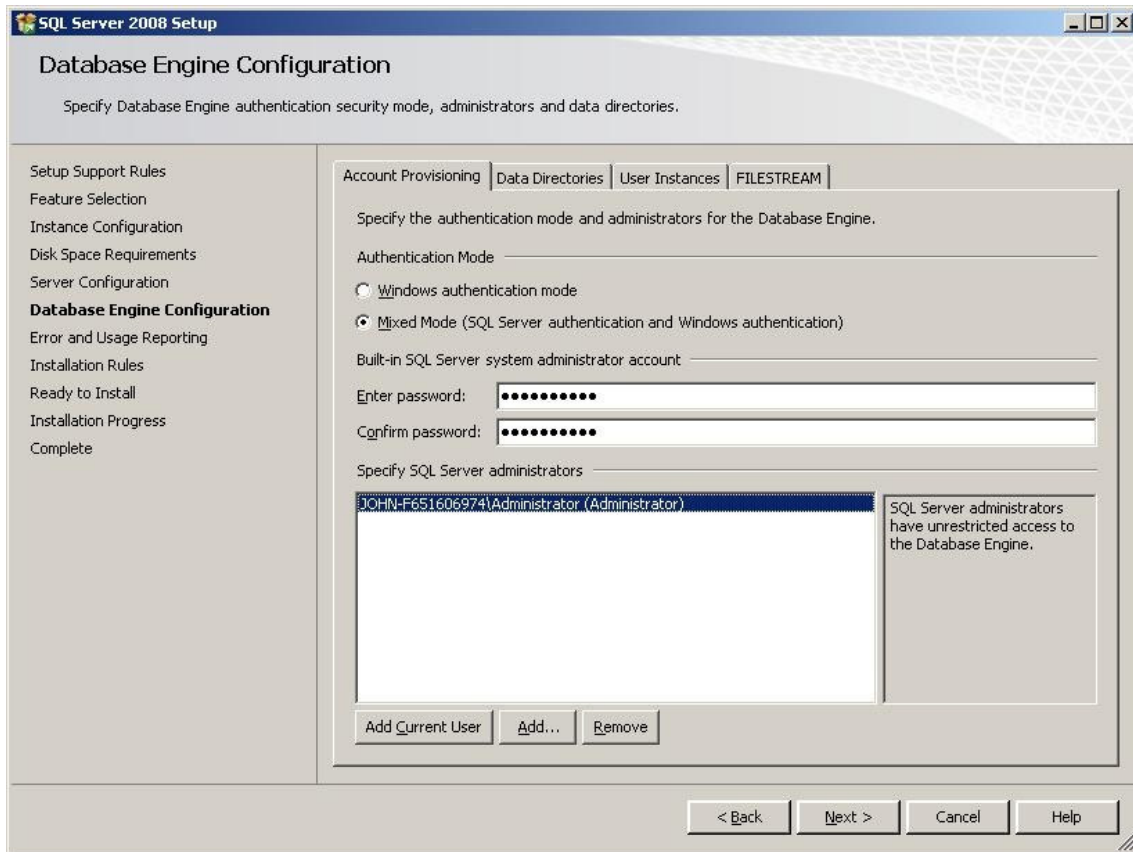 SQL Server 2008 Setup
Database Engine Configuration
Specify Database Engine authentication security mode, administrators and data directories.
Setup Support Rules
Feature Selection
Instance Configuration
Disk Space Requirements
Server Configuration
Database Engine Configuration
Error and Usage Reporting
Installation Rules
Ready to Install
Installation Progress
Complete
Account Provisioning Data Directories User Instances FILESTREAM
Specify the authentication mode and administrators for the Database Engine.
Authentication Mode
Windows authentication mode
Mixed Mode (SQL Server authentication and Windows authentication)
Built-in SQL Server system administrator account
Enter password: ●●●●●●●●●●
Confirm password: ●●●●●●●●●●
Specify SQL Server administrators
JOHN-F651606974\Administrator (Administrator)
SQL Server administrators
have unrestricted access to
the Database Engine.
Add Current User Add... Remove
< Back Next > Cancel Help